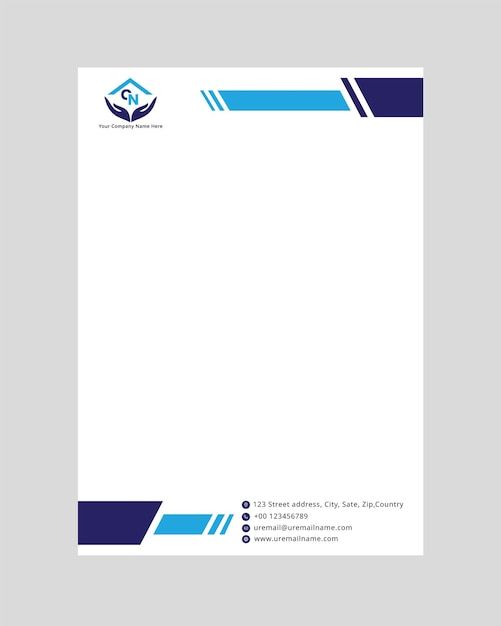 CN
Your Company Name Here
123 Street address, City, Sate, Zip,Country
+00 123456789
uremail@uremailname.com
www.uremailname.com